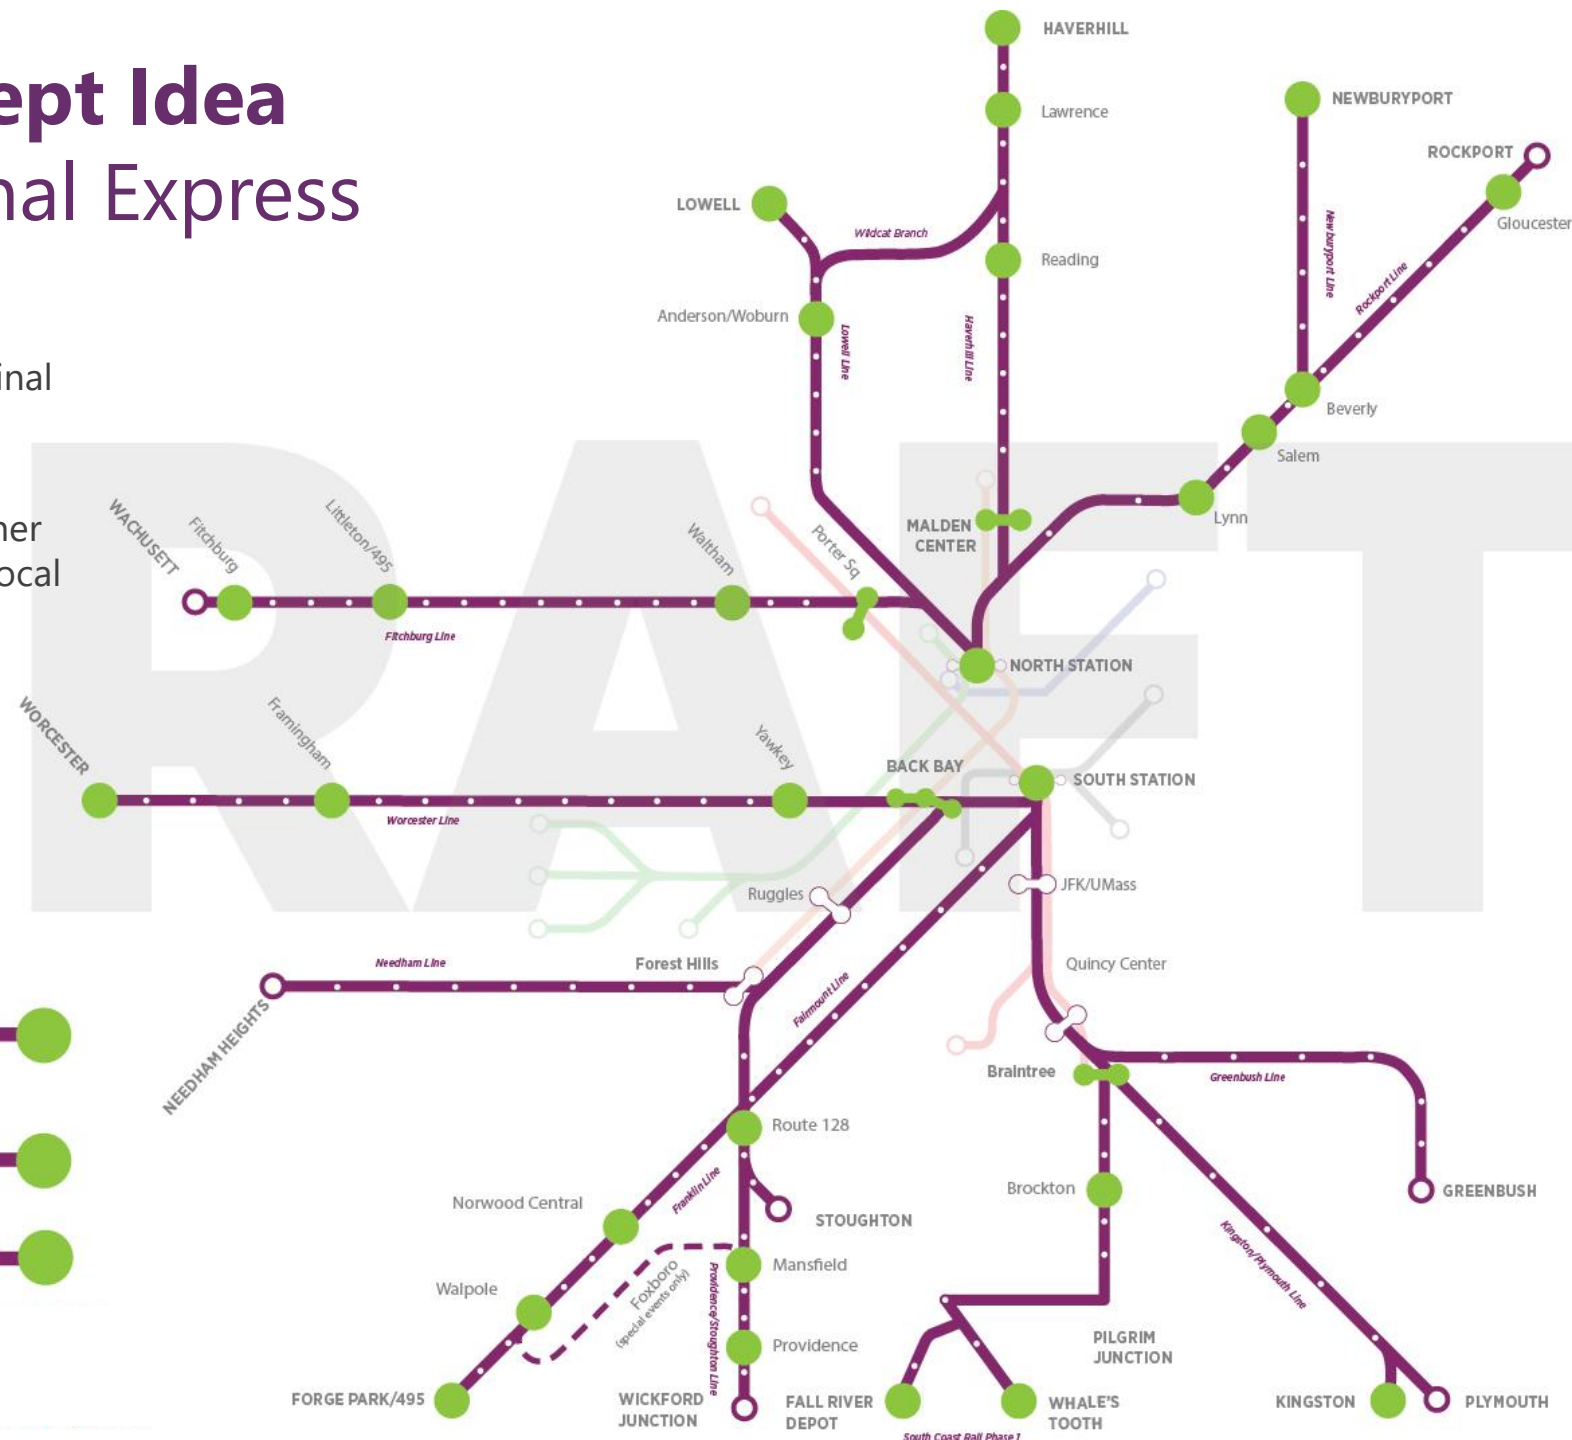 ept Idea
nal Express
inal
ner
ocal
RAFT
HAVERHILL
Lawrence
NEWBURYPORT
ROCKPORT
Gloucester
LOWELL
Wildcat Branch
Reading
Newburyport Line
Rockport Line
Anderson/Woburn
Lowell Line
Haverhill Line
Beverly
Salem
Lynn
WACHUSETT
Fitchburg
Littleton/495
Waltham
Porter Sq
MALDEN
CENTER
Fitchburg Line
NORTH STATION
WORCESTER
Framingham
Yawkey
BACK BAY
SOUTH STATION
Worcester Line
Ruggles
JFK/UMass
Needham Line
Forest Hills
Quincy Center
NEEDHAM HEIGHTS
Fairmount Line
Braintree
Greenbush Line
Route 128
Norwood Central
Franklin Line
STOUGHTON
Brockton
GREENBUSH
Walpole
Foxboro
(special events only)
Mansfield
Providence/Stoughton Line
Kingston/Plymouth Line
Providence
PILGRIM
JUNCTION
FORGE PARK/495
WICKFORD
JUNCTION
FALL RIVER
DEPOT
WHALE'S
TOOTH
KINGSTON
PLYMOUTH
South Coast Rail Phase 1